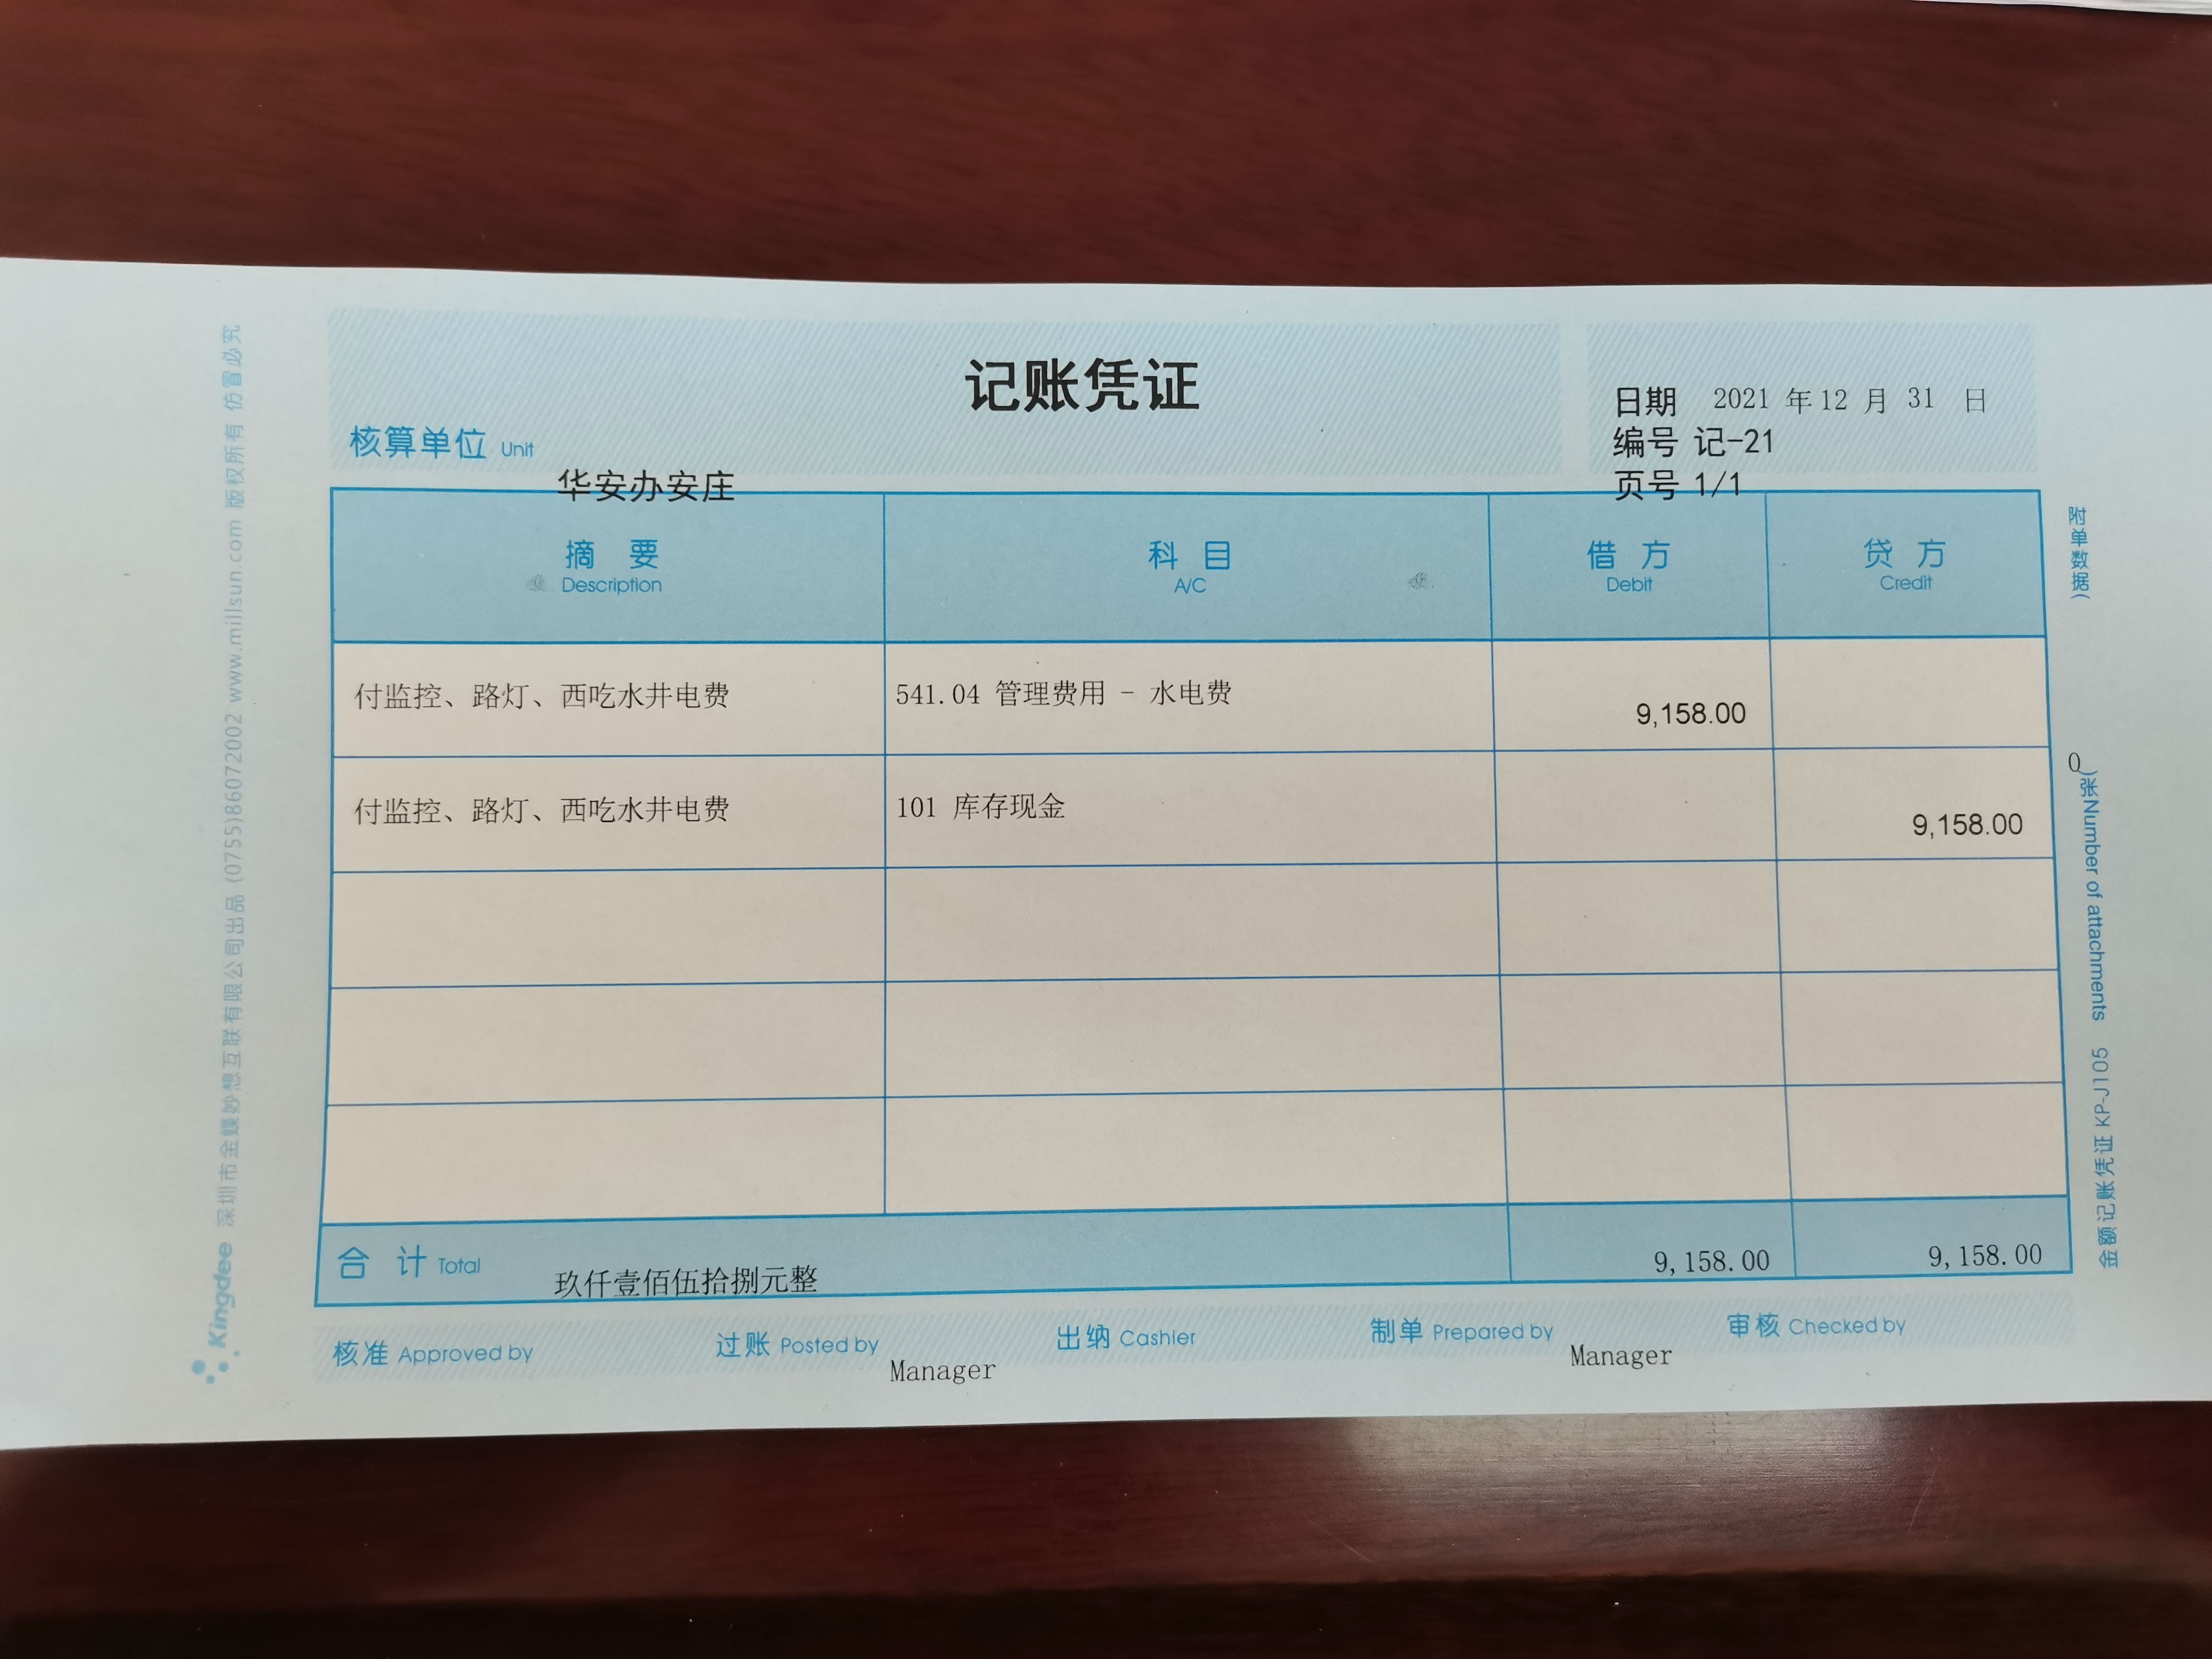 记账凭证
日期 2021 年 12 月 31 日
核算单位 Unit
编号 记-21
华安办安庄
页号 1/1
摘 要 科 目 借 方 贷 方
Description A/C Debit Credit
付监控、路灯、西吃水井电费 541.04 管理费用 - 水电费 9,158.00
付监控、路灯、西吃水井电费 101 库存现金 9,158.00
合 计 Total 玖仟壹佰伍拾捌元整 9,158.00 9,158.00
核准 Approved by 过账 Posted by Manager 出纳 Cashier 制单 Prepared by Manager 审核 Checked by
附单数据( 0 )张 Number of attachments 金额记账凭证 KP-J105
Kingdee 深圳市金蝶妙想互联有限公司出品 (0755)86072002 www.milsun.com 版权所有 仿冒必究